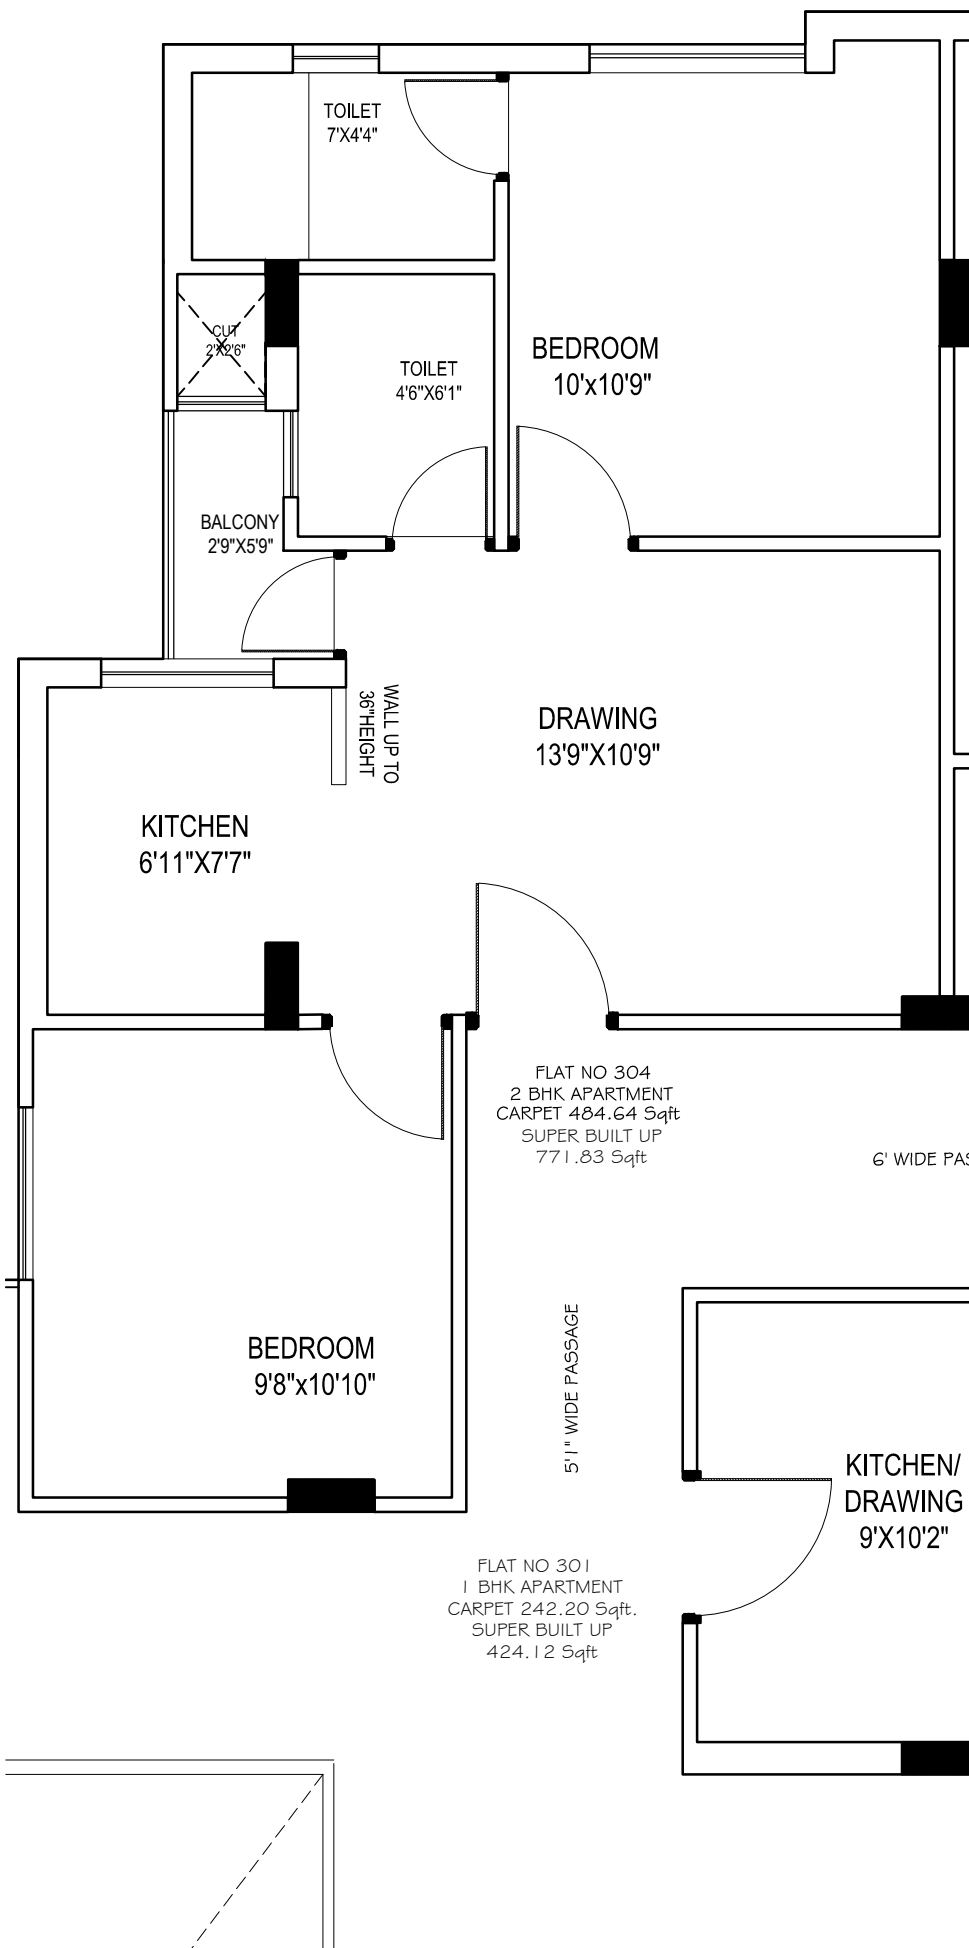 TOILET
7'X4'4"
CUT
2'X2'6"
TOILET
4'6"X6'1"
BEDROOM
10'x10'9"
BALCONY
2'9"X5'9"
WALL UP TO
36"HEIGHT
DRAWING
13'9"X10'9"
KITCHEN
6'11"X7'7"
FLAT NO 304
2 BHK APARTMENT
CARPET 484.64 Sqft
SUPER BUILT UP
771.83 Sqft
6' WIDE PAS
BEDROOM
9'8"x10'10"
5'1" WIDE PASSAGE
KITCHEN/
DRAWING
9'X10'2"
FLAT NO 301
1 BHK APARTMENT
CARPET 242.20 Sqft.
SUPER BUILT UP
424.12 Sqft